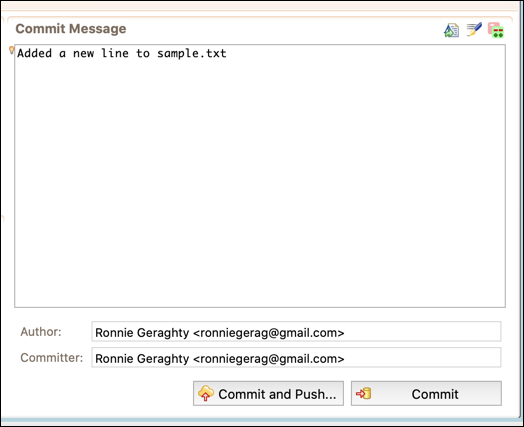 Commit Message
Added a new line to sample.txt
Author:
Ronnie Geraghty <ronniegerag@gmail.com>
Committer:
Ronnie Geraghty <ronniegerag@gmail.com>
Commit and Push...
Commit